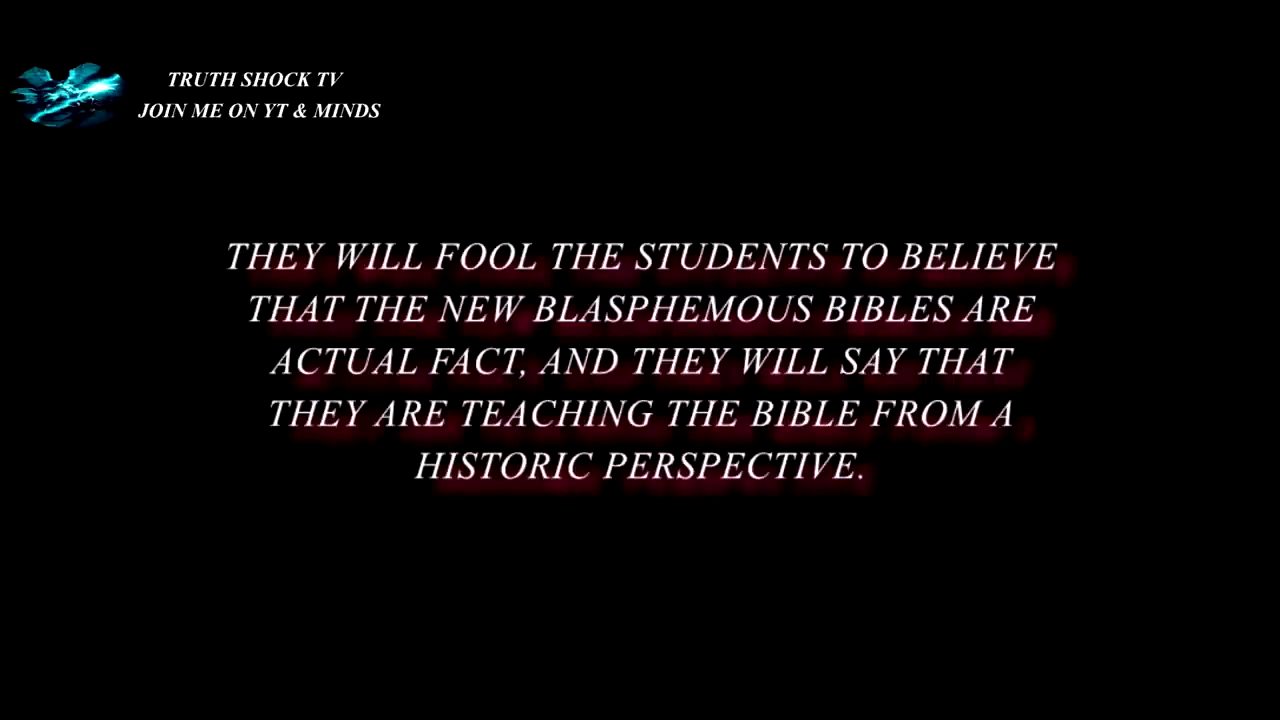 TRUTH SHOCK TV
JOIN ME ON YT & MINDS
THEY WILL FOOL THE STUDENTS TO BELIEVE
THAT THE NEW BLASPHEMOUS BIBLES ARE
ACTUAL FACT, AND THEY WILL SAY THAT
THEY ARE TEACHING THE BIBLE FROM A
HISTORIC PERSPECTIVE.